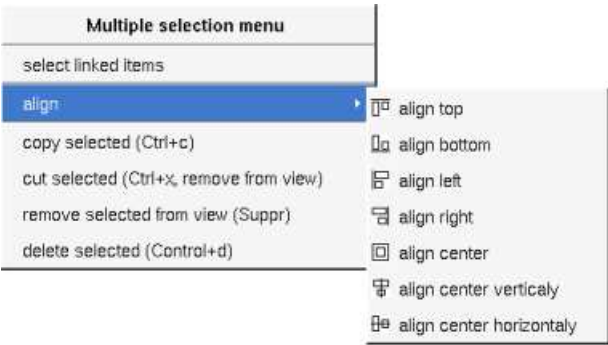 Multiple selection menu
select linked items
align
copy selected (Ctrl+c)
cut selected (Ctrl+x, remove from view)
remove selected from view (Suppr)
delete selected (Control+d)
align top
align bottom
align left
align right
align center
align center verticaly
align center horizontaly